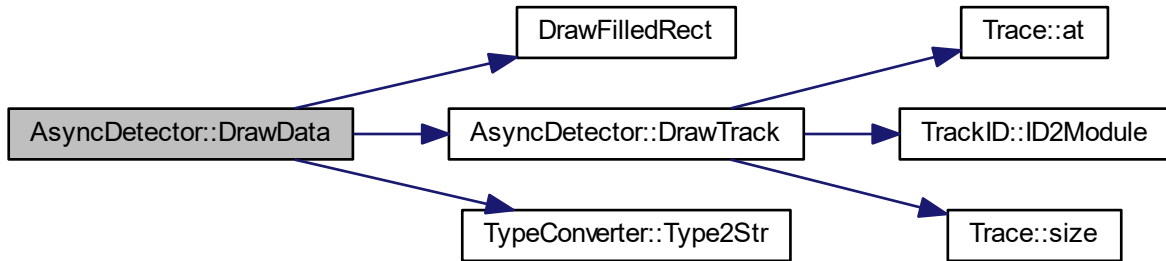 DrawFilledRect
Trace::at
AsyncDetector::DrawData
AsyncDetector::DrawTrack
TrackID::ID2Module
TypeConverter::Type2Str
Trace::size